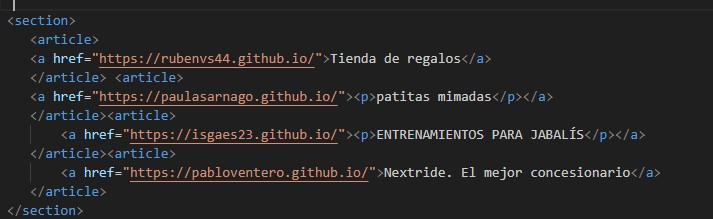 <section>
<article>
<a href="https://rubenvs44.github.io/">Tienda de regalos</a>
</article> <article>
<a href="https://paulasarnago.github.io/"><p>patitas mimadas</p></a>
</article><article>
<a href="https://isgaes23.github.io/"><p>ENTRENAMIENTOS PARA JABALÍS</p></a>
</article><article>
<a href="https://pabloventero.github.io/">Nextride. El mejor concesionario</a>
</article>
</section>